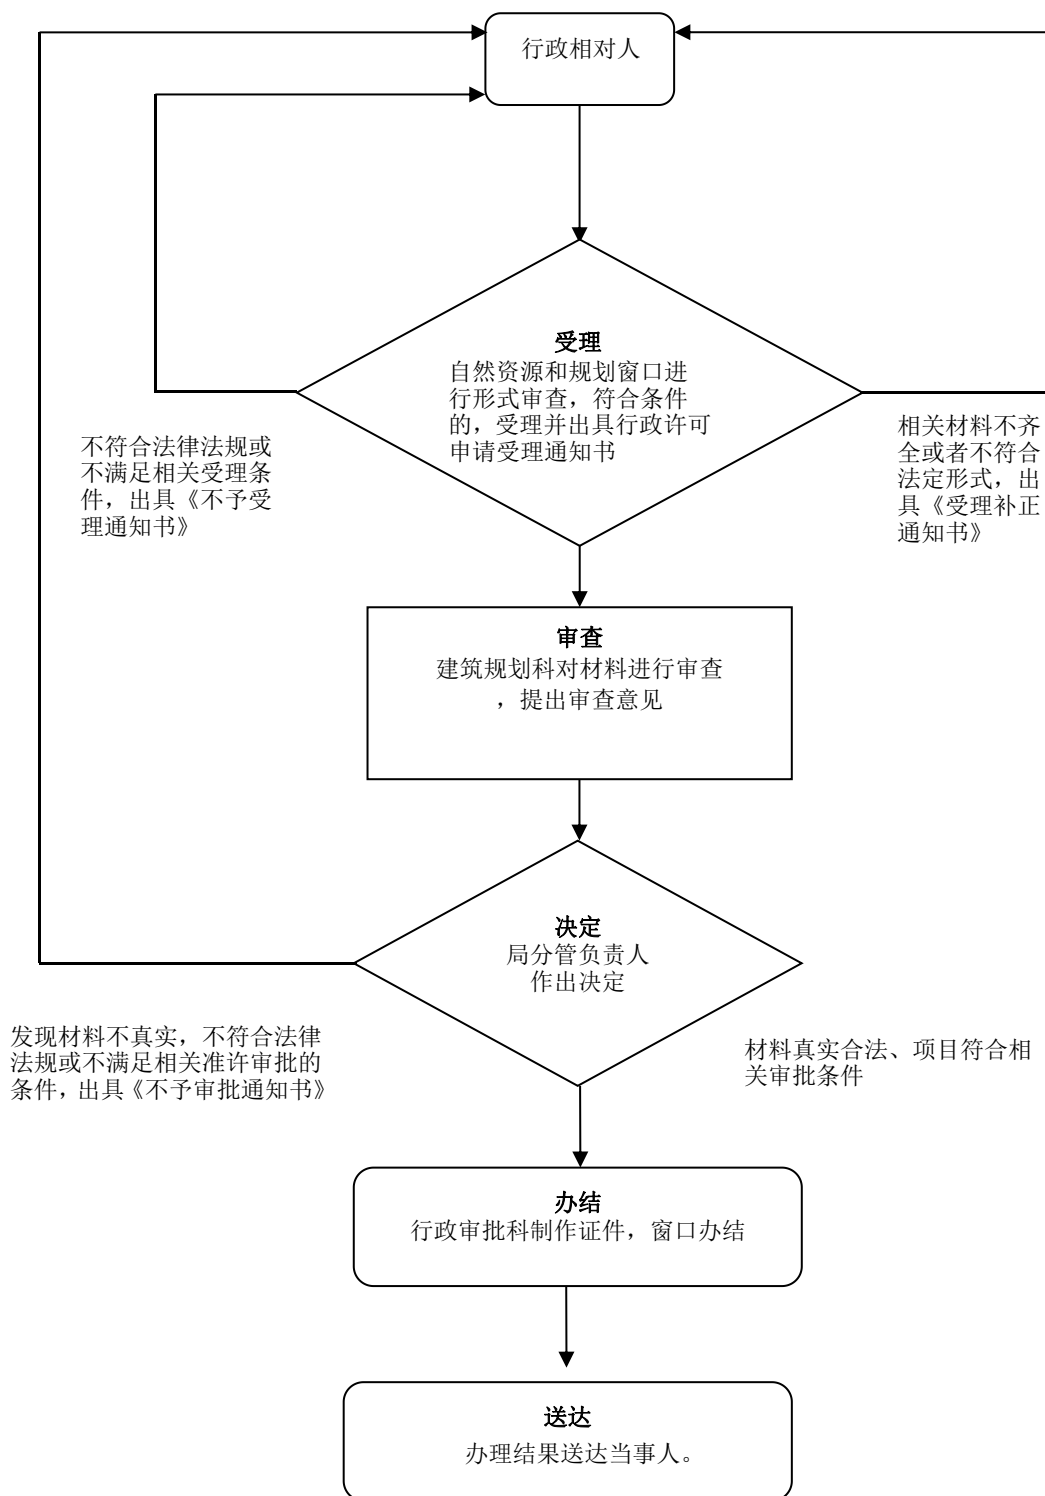 行政相对人
受理
自然资源和规划窗口进
行形式审查，符合条件
的，受理并出具行政许可
申请受理通知书
不符合法律法规或
不满足相关受理条
件，出具《不予受
理通知书》
相关材料不齐
全或者不符合
法定形式，出
具《受理补正
通知书》
审查
建筑规划科对材料进行审查
，提出审查意见
决定
局分管负责人
作出决定
发现材料不真实，不符合法律
法规或不满足相关准许审批的
条件，出具《不予审批通知书》
材料真实合法、项目符合相
关审批条件
办结
行政审批科制作证件，窗口办结
送达
办理结果送达当事人。